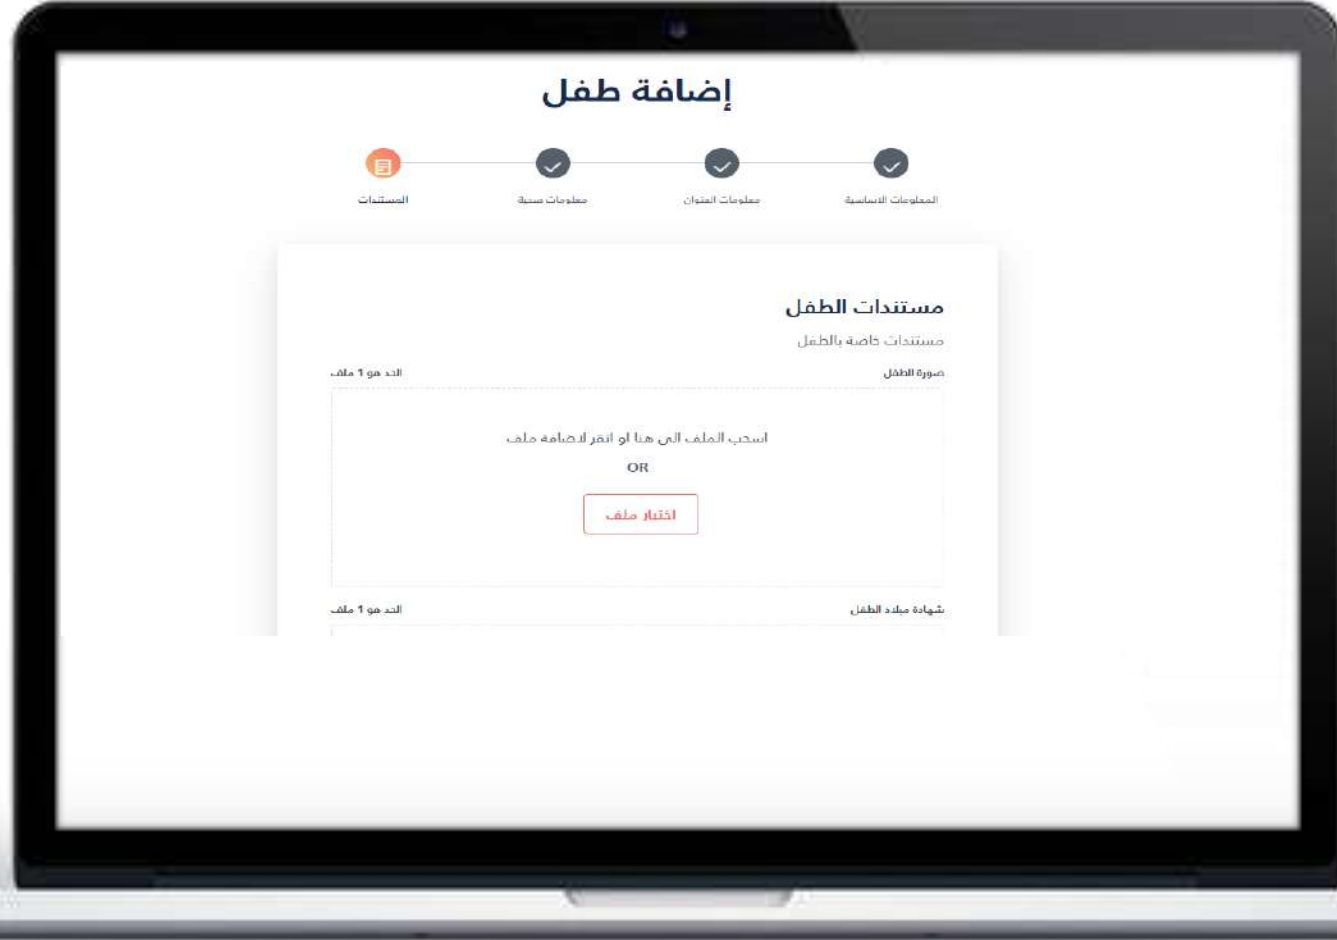 إضافة طفل
المعلومات الاساسية
معلومات العنوان
معلومات صحية
المستندات
مستندات الطفل
مستندات خاصة بالطفل
صورة الطفل
الحد هو 1 ملف
اسحب الملف الى هنا او انقر لاضافة ملف
OR
اختيار ملف
شهادة ميلاد الطفل
الحد هو 1 ملف